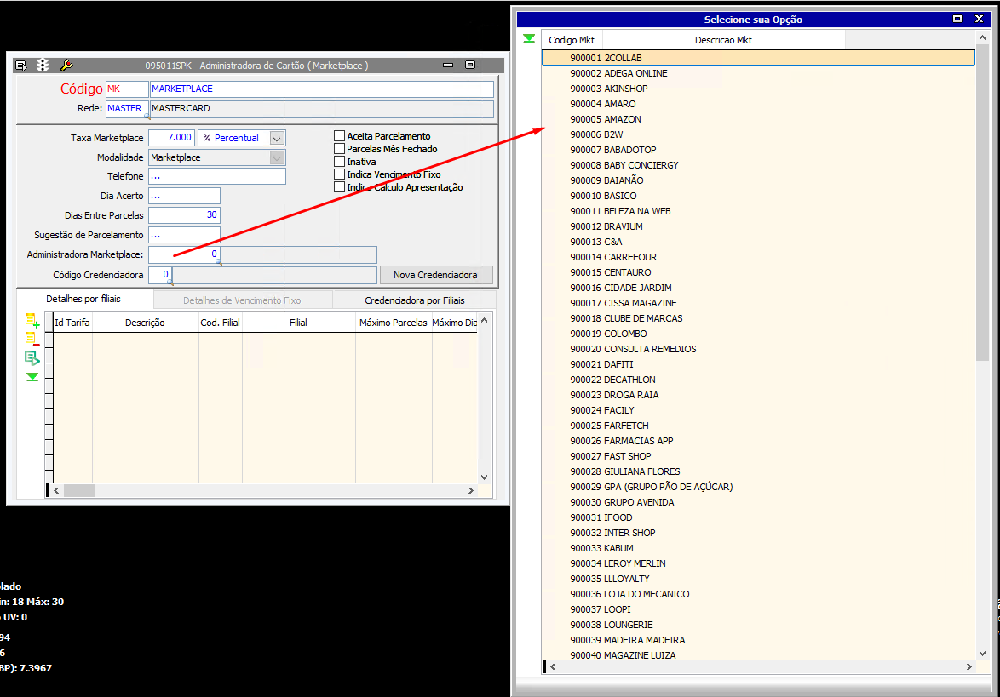 095011SPK - Administradora de Cartão ( Marketplace )
Código MK MARKETPLACE
Rede: MASTER MASTERCARD
Taxa Marketplace 7.000 % Percentual
Modalidade Marketplace
Telefone ...
Dia Acerto ...
Dias Entre Parcelas 30
Sugestão de Parcelamento ...
Administradora Marketplace: 0
Código Credenciadora 0 Nova Credenciadora
Aceita Parcelamento
Parcelas Mês Fechado
Inativa
Indica Vencimento Fixo
Indica Cálculo Apresentação
Detalhes por filiais Detalhes de Vencimento Fixo Credenciadora por Filiais
Id Tarifa Descrição Cod. Filial Filial Máximo Parcelas Máximo Dia
lado
in: 18 Máx: 30
UV: 0
94
6
BP): 7.3967
Selecione sua Opção
Codigo Mkt Descricao Mkt
900001 2COLLAB
900002 ADEGA ONLINE
900003 AKINSHOP
900004 AMARO
900005 AMAZON
900006 B2W
900007 BABADOTOP
900008 BABY CONCIERGY
900009 BAIANÃO
900010 BASICO
900011 BELEZA NA WEB
900012 BRAVIUM
900013 C&A
900014 CARREFOUR
900015 CENTAURO
900016 CIDADE JARDIM
900017 CISSA MAGAZINE
900018 CLUBE DE MARCAS
900019 COLOMBO
900020 CONSULTA REMEDIOS
900021 DAFITI
900022 DECATHLON
900023 DROGA RAIA
900024 FACILY
900025 FARFETCH
900026 FARMACIAS APP
900027 FAST SHOP
900028 GIULIANA FLORES
900029 GPA (GRUPO PÃO DE AÇÚCAR)
900030 GRUPO AVENIDA
900031 IFOOD
900032 INTER SHOP
900033 KABUM
900034 LEROY MERLIN
900035 LLLOYALTY
900036 LOJA DO MECANICO
900037 LOOPI
900038 LOUNGERIE
900039 MADEIRA MADEIRA
900040 MAGAZINE LUIZA